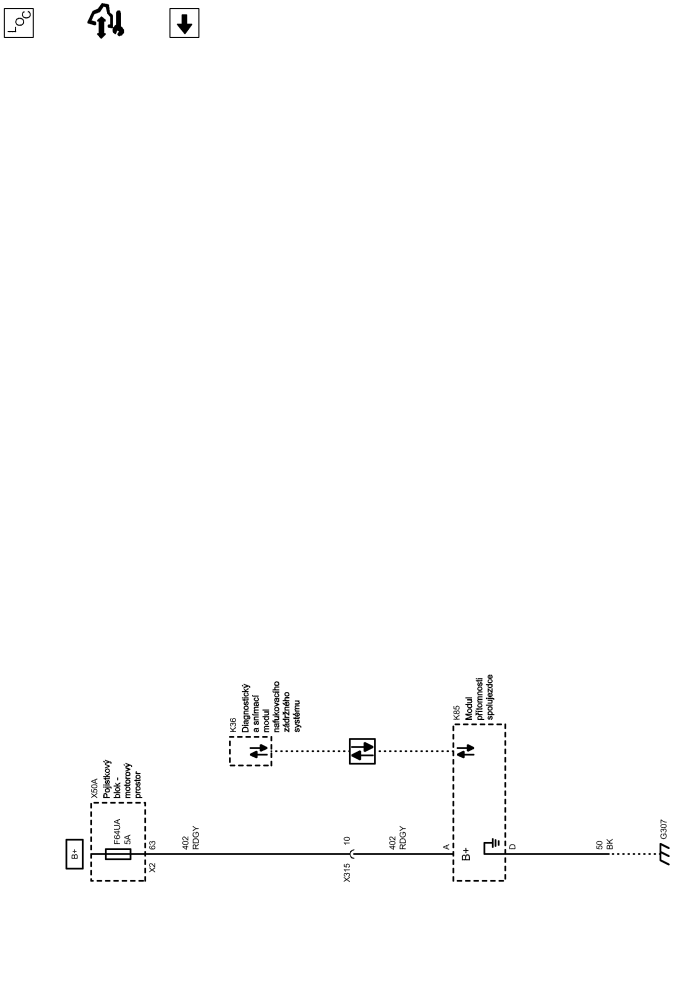 LOC
B+
X50A
Pojistkový
blok -
motorový
prostor
F64UA
5A
X2
63
402
RDGY
K36
Diagnostický
a snímací
modul
nafukovacího
zádržného
systému
X315
10
402
RDGY
K85
Modul
přítomnosti
spolujezdce
A
B+
D
50
BK
G307